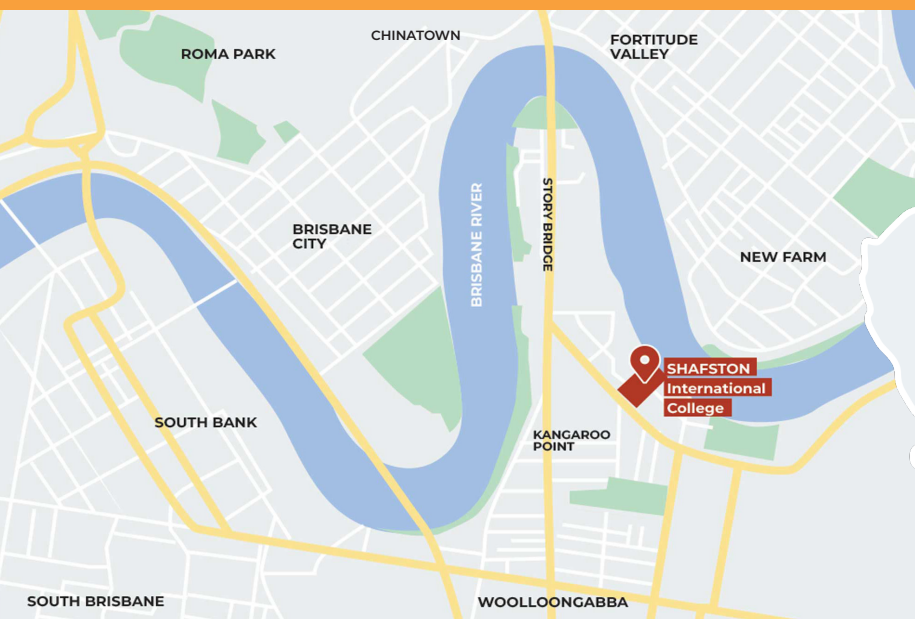 CHINATOWN
FORTITUDE
VALLEY
ROMA PARK
BRISBANE RIVER
STORY BRIDGE
BRISBANE
CITY
NEW FARM
SHAFSTON
International
College
SOUTH BANK
KANGAROO
POINT
SOUTH BRISBANE
WOOLLOONGABBA